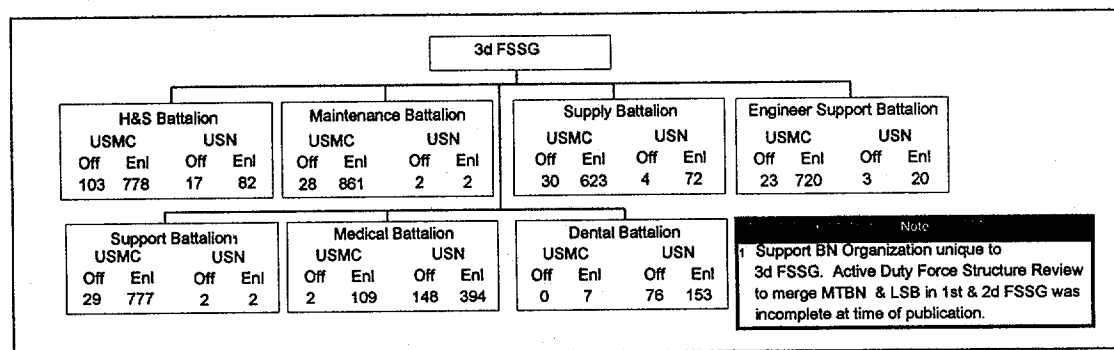 3d FSSG
H&S Battalion
USMC USN
Off Enl Off Enl
103 778 17 82
Maintenance Battalion
USMC USN
Off Enl Off Enl
28 861 2 2
Supply Battalion
USMC USN
Off Enl Off Enl
30 623 4 72
Engineer Support Battalion
USMC USN
Off Enl Off Enl
23 720 3 20
Support Battalion1
USMC USN
Off Enl Off Enl
29 777 2 2
Medical Battalion
USMC USN
Off Enl Off Enl
2 109 148 394
Dental Battalion
USMC USN
Off Enl Off Enl
0 7 76 153
Note
1 Support BN Organization unique to
3d FSSG. Active Duty Force Structure Review
to merge MTBN & LSB in 1st & 2d FSSG was
incomplete at time of publication.